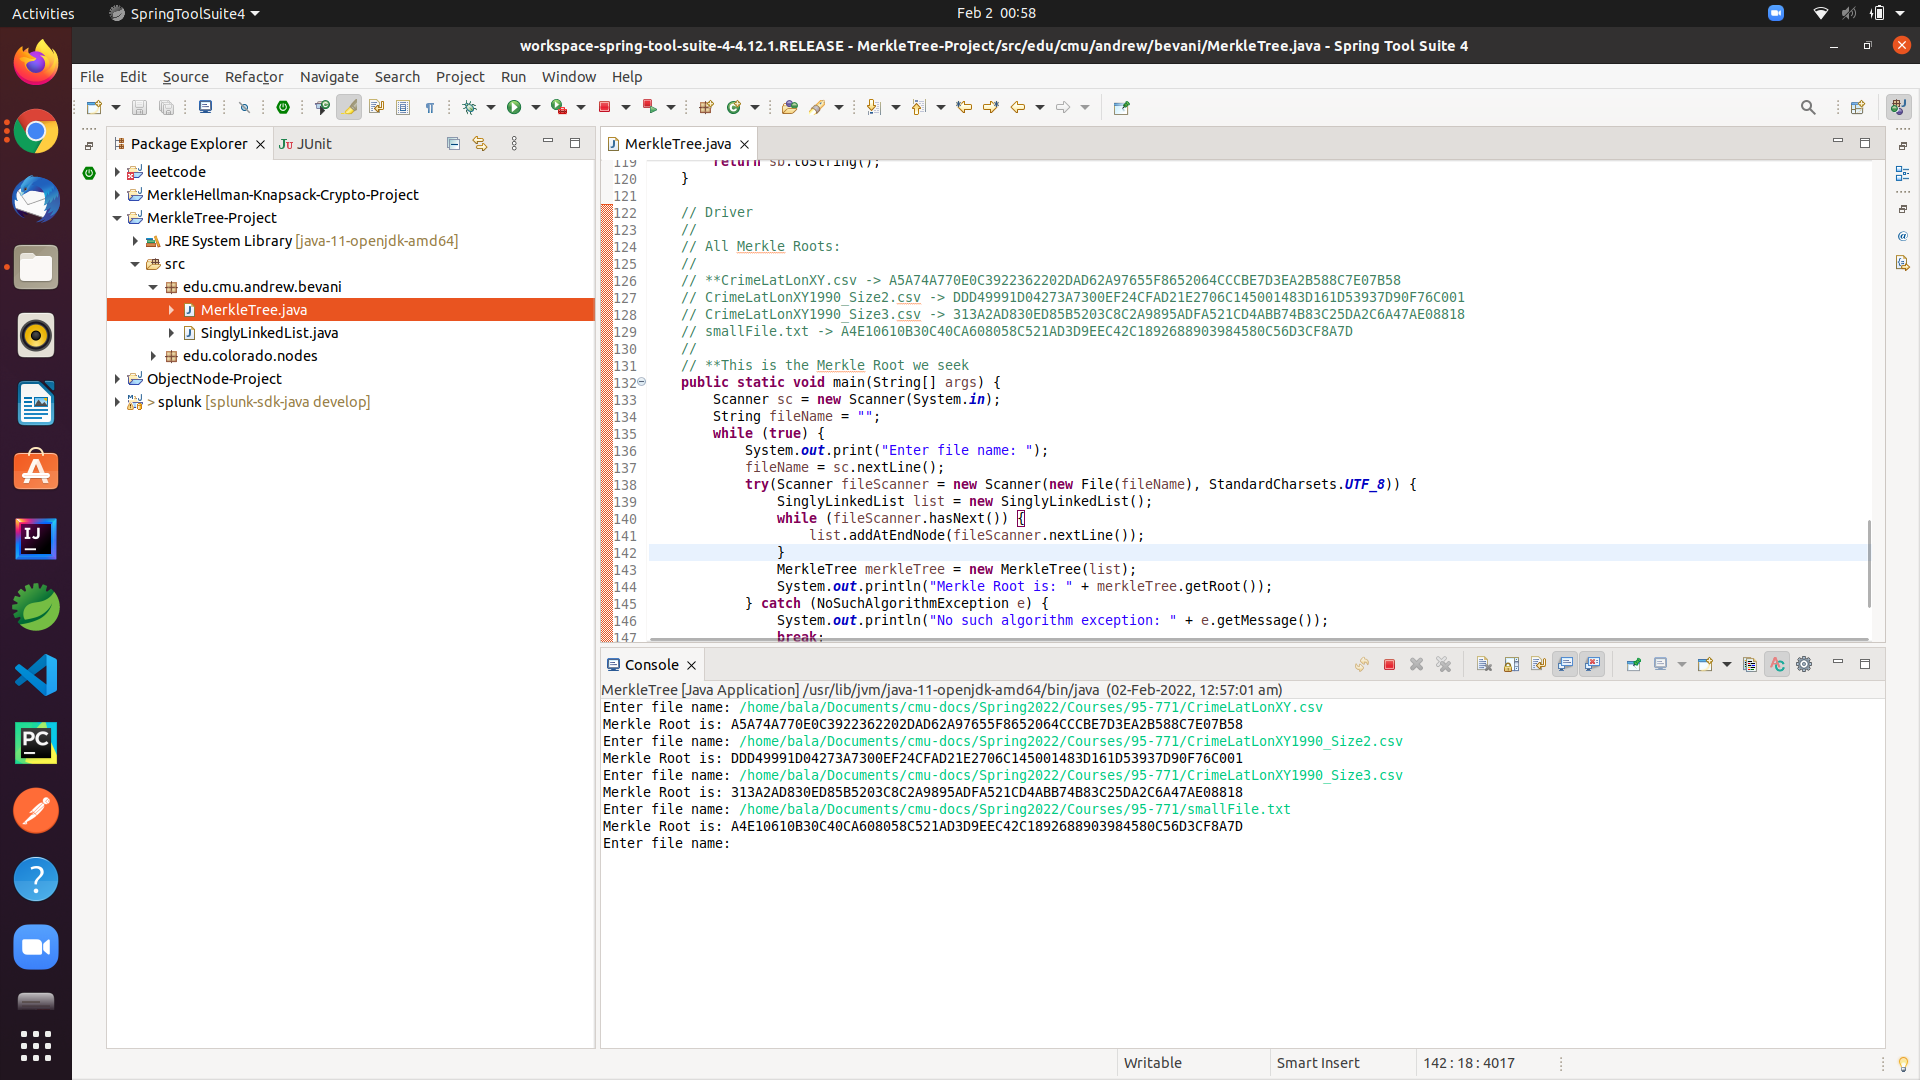 Activities SpringToolSuite4 Feb 2 00:58
workspace-spring-tool-suite-4-4.12.1.RELEASE - MerkleTree-Project/src/edu/cmu/andrew/bevani/MerkleTree.java - Spring Tool Suite 4
File Edit Source Refactor Navigate Search Project Run Window Help
Package Explorer JUnit
leetcode
MerkleHellman-Knapsack-Crypto-Project
MerkleTree-Project
JRE System Library [java-11-openjdk-amd64]
src
edu.cmu.andrew.bevani
MerkleTree.java
SinglyLinkedList.java
edu.colorado.nodes
ObjectNode-Project
> splunk [splunk-sdk-java develop]
MerkleTree.java
119 return sb.toString();
120 }
121
122 // Driver
123 //
124 // All Merkle Roots:
125 //
126 // **CrimeLatLonXY.csv -> A5A74A770E0C3922362202DAD62A97655F8652064CCCBE7D3EA2B588C7E07B58
127 // CrimeLatLonXY1990_Size2.csv -> DDD49991D04273A7300EF24CFAD21E2706C145001483D161D53937D90F76C001
128 // CrimeLatLonXY1990_Size3.csv -> 313A2AD830ED85B5203C8C2A9895ADFA521CD4ABB74B83C25DA2C6A47AE08818
129 // smallFile.txt -> A4E10610B30C40CA608058C521AD3D9EEC42C1892688903984580C56D3CF8A7D
130 //
131 // **This is the Merkle Root we seek
132 public static void main(String[] args) {
133 Scanner sc = new Scanner(System.in);
134 String fileName = "";
135 while (true) {
136 System.out.print("Enter file name: ");
137 fileName = sc.nextLine();
138 try(Scanner fileScanner = new Scanner(new File(fileName), StandardCharsets.UTF_8)) {
139 SinglyLinkedList list = new SinglyLinkedList();
140 while (fileScanner.hasNext()) {
141 list.addAtEndNode(fileScanner.nextLine());
142 }
143 MerkleTree merkleTree = new MerkleTree(list);
144 System.out.println("Merkle Root is: " + merkleTree.getRoot());
145 } catch (NoSuchAlgorithmException e) {
146 System.out.println("No such algorithm exception: " + e.getMessage());
147 break;
Console
MerkleTree [Java Application] /usr/lib/jvm/java-11-openjdk-amd64/bin/java (02-Feb-2022, 12:57:01 am)
Enter file name: /home/bala/Documents/cmu-docs/Spring2022/Courses/95-771/CrimeLatLonXY.csv
Merkle Root is: A5A74A770E0C3922362202DAD62A97655F8652064CCCBE7D3EA2B588C7E07B58
Enter file name: /home/bala/Documents/cmu-docs/Spring2022/Courses/95-771/CrimeLatLonXY1990_Size2.csv
Merkle Root is: DDD49991D04273A7300EF24CFAD21E2706C145001483D161D53937D90F76C001
Enter file name: /home/bala/Documents/cmu-docs/Spring2022/Courses/95-771/CrimeLatLonXY1990_Size3.csv
Merkle Root is: 313A2AD830ED85B5203C8C2A9895ADFA521CD4ABB74B83C25DA2C6A47AE08818
Enter file name: /home/bala/Documents/cmu-docs/Spring2022/Courses/95-771/smallFile.txt
Merkle Root is: A4E10610B30C40CA608058C521AD3D9EEC42C1892688903984580C56D3CF8A7D
Enter file name:
Writable Smart Insert 142 : 18 : 4017